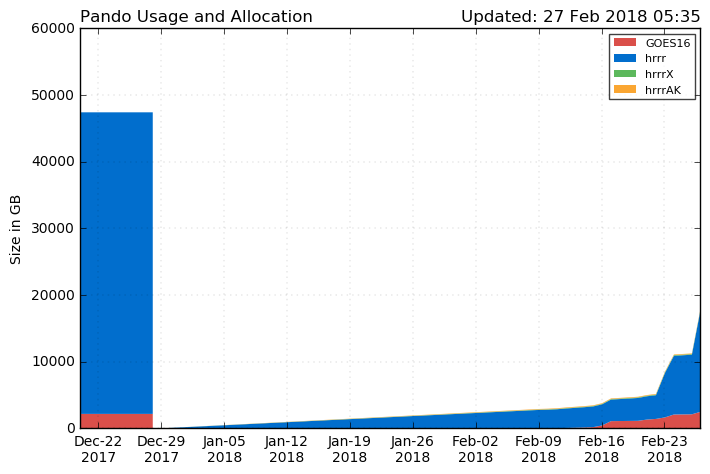 Pando Usage and Allocation
Updated: 27 Feb 2018 05:35
60000
50000
40000
30000
20000
10000
0
Size in GB
GOES16
hrrr
hrrrX
hrrrAK
Dec-22
2017
Dec-29
2017
Jan-05
2018
Jan-12
2018
Jan-19
2018
Jan-26
2018
Feb-02
2018
Feb-09
2018
Feb-16
2018
Feb-23
2018